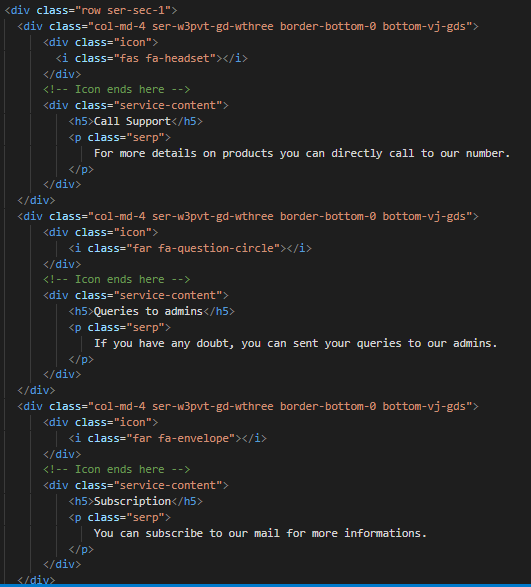 <div class="row ser-sec-1">
<div class="col-md-4 ser-w3pvt-gd-wthree border-bottom-0 bottom-vj-gds">
<div class="icon">
<i class="fas fa-headset"></i>
</div>
<!-- Icon ends here -->
<div class="service-content">
<h5>Call Support</h5>
<p class="serp">
For more details on products you can directly call to our number.
</p>
</div>
</div>
<div class="col-md-4 ser-w3pvt-gd-wthree border-bottom-0 bottom-vj-gds">
<div class="icon">
<i class="far fa-question-circle"></i>
</div>
<!-- Icon ends here -->
<div class="service-content">
<h5>Queries to admins</h5>
<p class="serp">
If you have any doubt, you can sent your queries to our admins.
</p>
</div>
</div>
<div class="col-md-4 ser-w3pvt-gd-wthree border-bottom-0 bottom-vj-gds">
<div class="icon">
<i class="far fa-envelope"></i>
</div>
<!-- Icon ends here -->
<div class="service-content">
<h5>Subscription</h5>
<p class="serp">
You can subscribe to our mail for more informations.
</p>
</div>
</div>